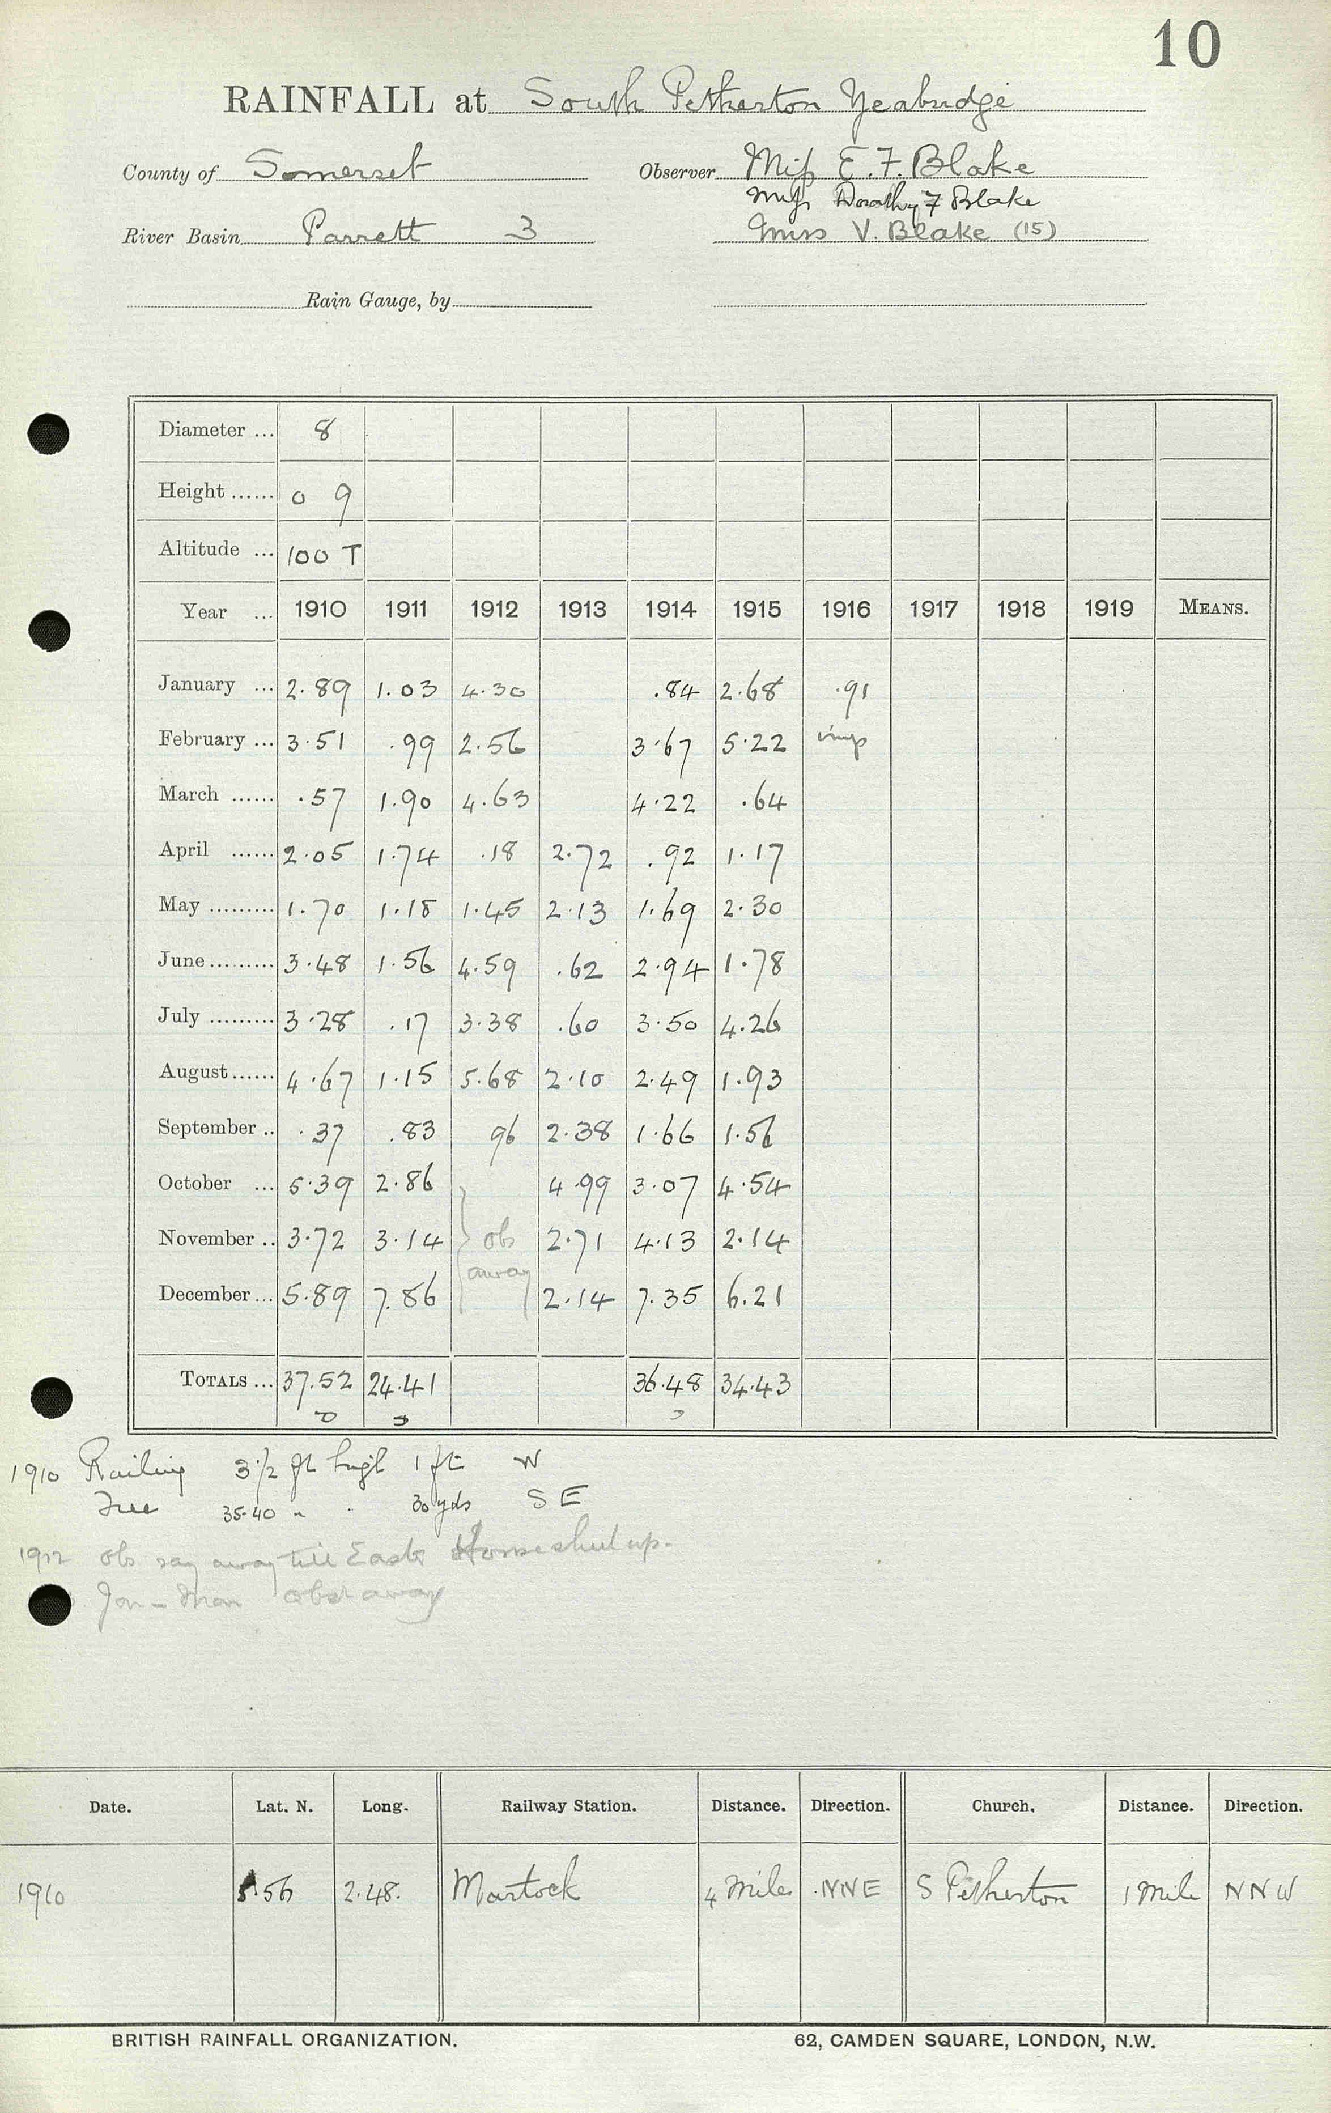 10
RAINFALL at South Petherton Yeabridge
County of Somerset Observer Miss E. F. Blake
Miss Dorothy F Blake
River Basin Parrett 3 Miss V. Blake (15)
Rain Gauge, by
Diameter ... 8
Height ...... 0 9
Altitude ... 100 T
Year ... 1910 1911 1912 1913 1914 1915 1916 1917 1918 1919 MEANS.
January ... 2.89 1.03 4.30 .84 2.68 .91
February ... 3.51 .99 2.56 3.67 5.22
March ...... .57 1.90 4.63 4.22 .64
April ...... 2.05 1.74 .18 2.72 .92 1.17
May ......... 1.70 1.18 1.45 2.13 1.69 2.30
June ......... 3.48 1.56 4.59 .62 2.94 1.78
July ......... 3.28 .17 3.38 .60 3.50 4.26
August ...... 4.67 1.15 5.68 2.10 2.49 1.93
September .. .37 .83 96 2.38 1.66 1.56
October ... 5.39 2.86 4.99 3.07 4.54
November .. 3.72 3.14 obs 2.71 4.13 2.14
away
December ... 5.89 7.86 2.14 7.35 6.21
TOTALS ... 37.52 24.41 36.48 34.43
1910 Railing 3 1/2 ft high 1 ft W
Tree 35.40 " " 30 yds S E
1912 obs say away till East House shut up.
Jan - Mar obser away
Date. Lat. N. Long. Railway Station. Distance. Direction. Church. Distance. Direction.
1910 56 2.48. Martock 4 Miles NNE S Petherton 1 Mile NNW
BRITISH RAINFALL ORGANIZATION. 62, CAMDEN SQUARE, LONDON, N.W.